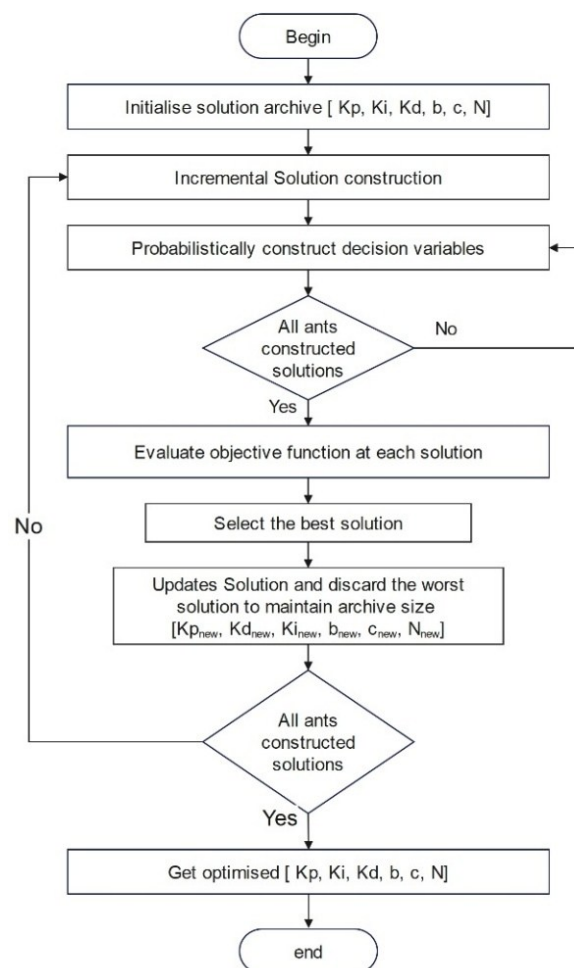 Begin
Initialise solution archive [ Kp, Ki, Kd, b, c, N]
Incremental Solution construction
Probabilistically construct decision variables
All ants
constructed
solutions
No
Yes
Evaluate objective function at each solution
Select the best solution
No
Updates Solution and discard the worst
solution to maintain archive size
[Kpnew, Kdnew, Kinew, bnew, cnew, Nnew]
All ants
constructed
solutions
Yes
Get optimised [ Kp, Ki, Kd, b, c, N]
end